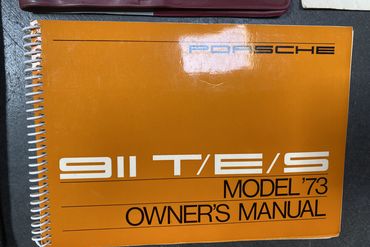 PORSCHE
911 T/E/S
MODEL '73
OWNER'S MANUAL